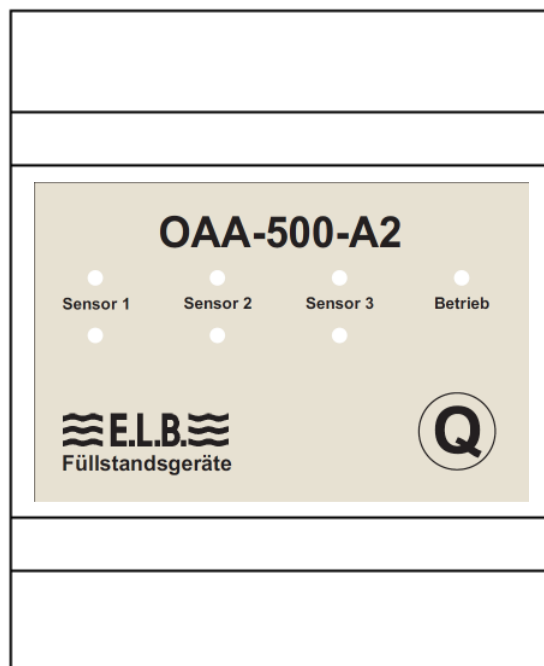 OAA-500-A2
Sensor 1 Sensor 2 Sensor 3 Betrieb
E.L.B.
Füllstandsgeräte
Q